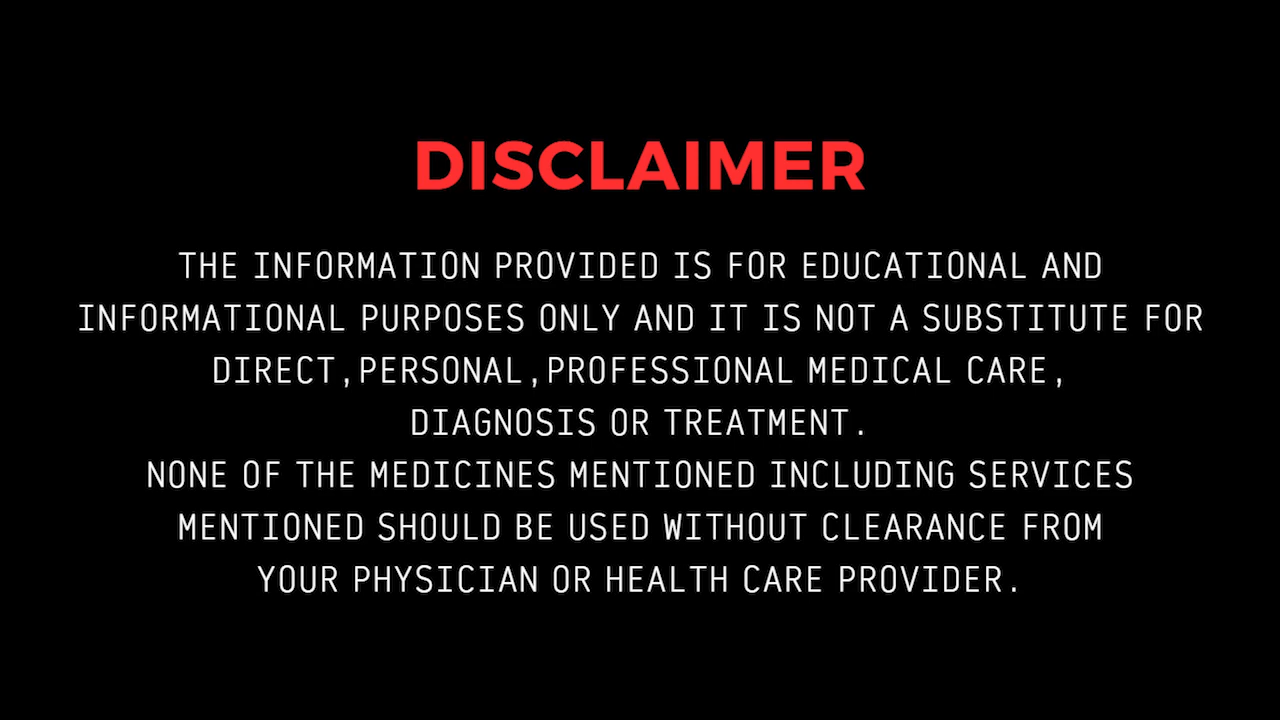 DISCLAIMER
THE INFORMATION PROVIDED IS FOR EDUCATIONAL AND
INFORMATIONAL PURPOSES ONLY AND IT IS NOT A SUBSTITUTE FOR
DIRECT,PERSONAL,PROFESSIONAL MEDICAL CARE,
DIAGNOSIS OR TREATMENT.
NONE OF THE MEDICINES MENTIONED INCLUDING SERVICES
MENTIONED SHOULD BE USED WITHOUT CLEARANCE FROM
YOUR PHYSICIAN OR HEALTH CARE PROVIDER.